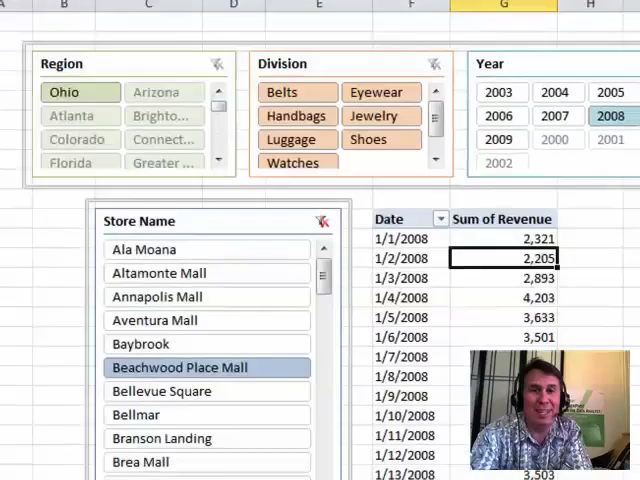 A B C D E F G H
Region Division Year
Ohio Arizona Belts Eyewear 2003 2004 2005
Atlanta Brighto... Handbags Jewelry 2006 2007 2008
Colorado Connect... Luggage Shoes 2009 2000 2001
Florida Greater ... Watches 2002
Store Name Date Sum of Revenue
Ala Moana 1/1/2008 2,321
Altamonte Mall 1/2/2008 2,205
Annapolis Mall 1/3/2008 2,893
Aventura Mall 1/4/2008 4,203
Baybrook 1/5/2008 3,633
Beachwood Place Mall 1/6/2008 3,501
Bellevue Square 1/7/2008
Bellmar 1/8/2008
Branson Landing 1/9/2008
Brea Mall 1/10/2008
1/11/2008
1/12/2008
1/13/2008 3,503